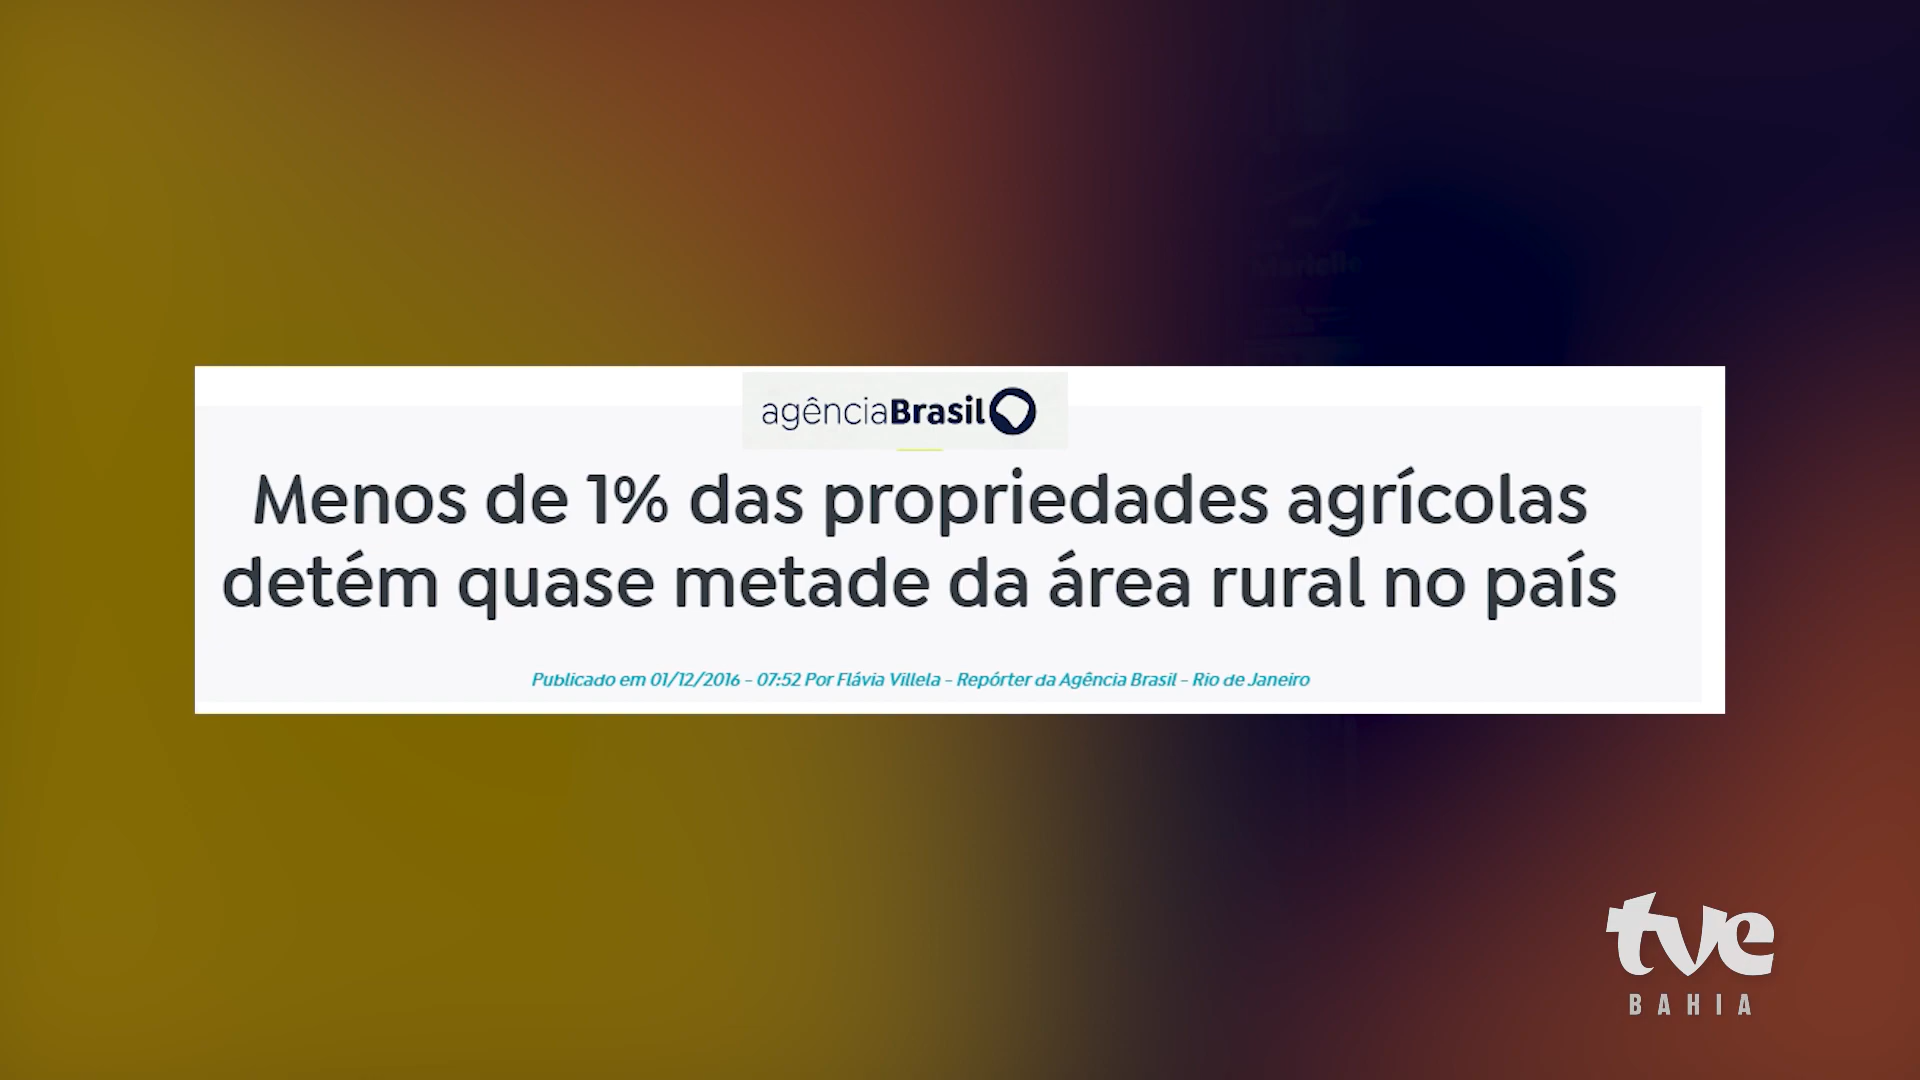 agênciaBrasil
Menos de 1% das propriedades agrícolas
detém quase metade da área rural no país
Publicado em 01/12/2016 - 07:52 Por Flávia Villela - Repórter da Agência Brasil - Rio de Janeiro
tve
BAHIA